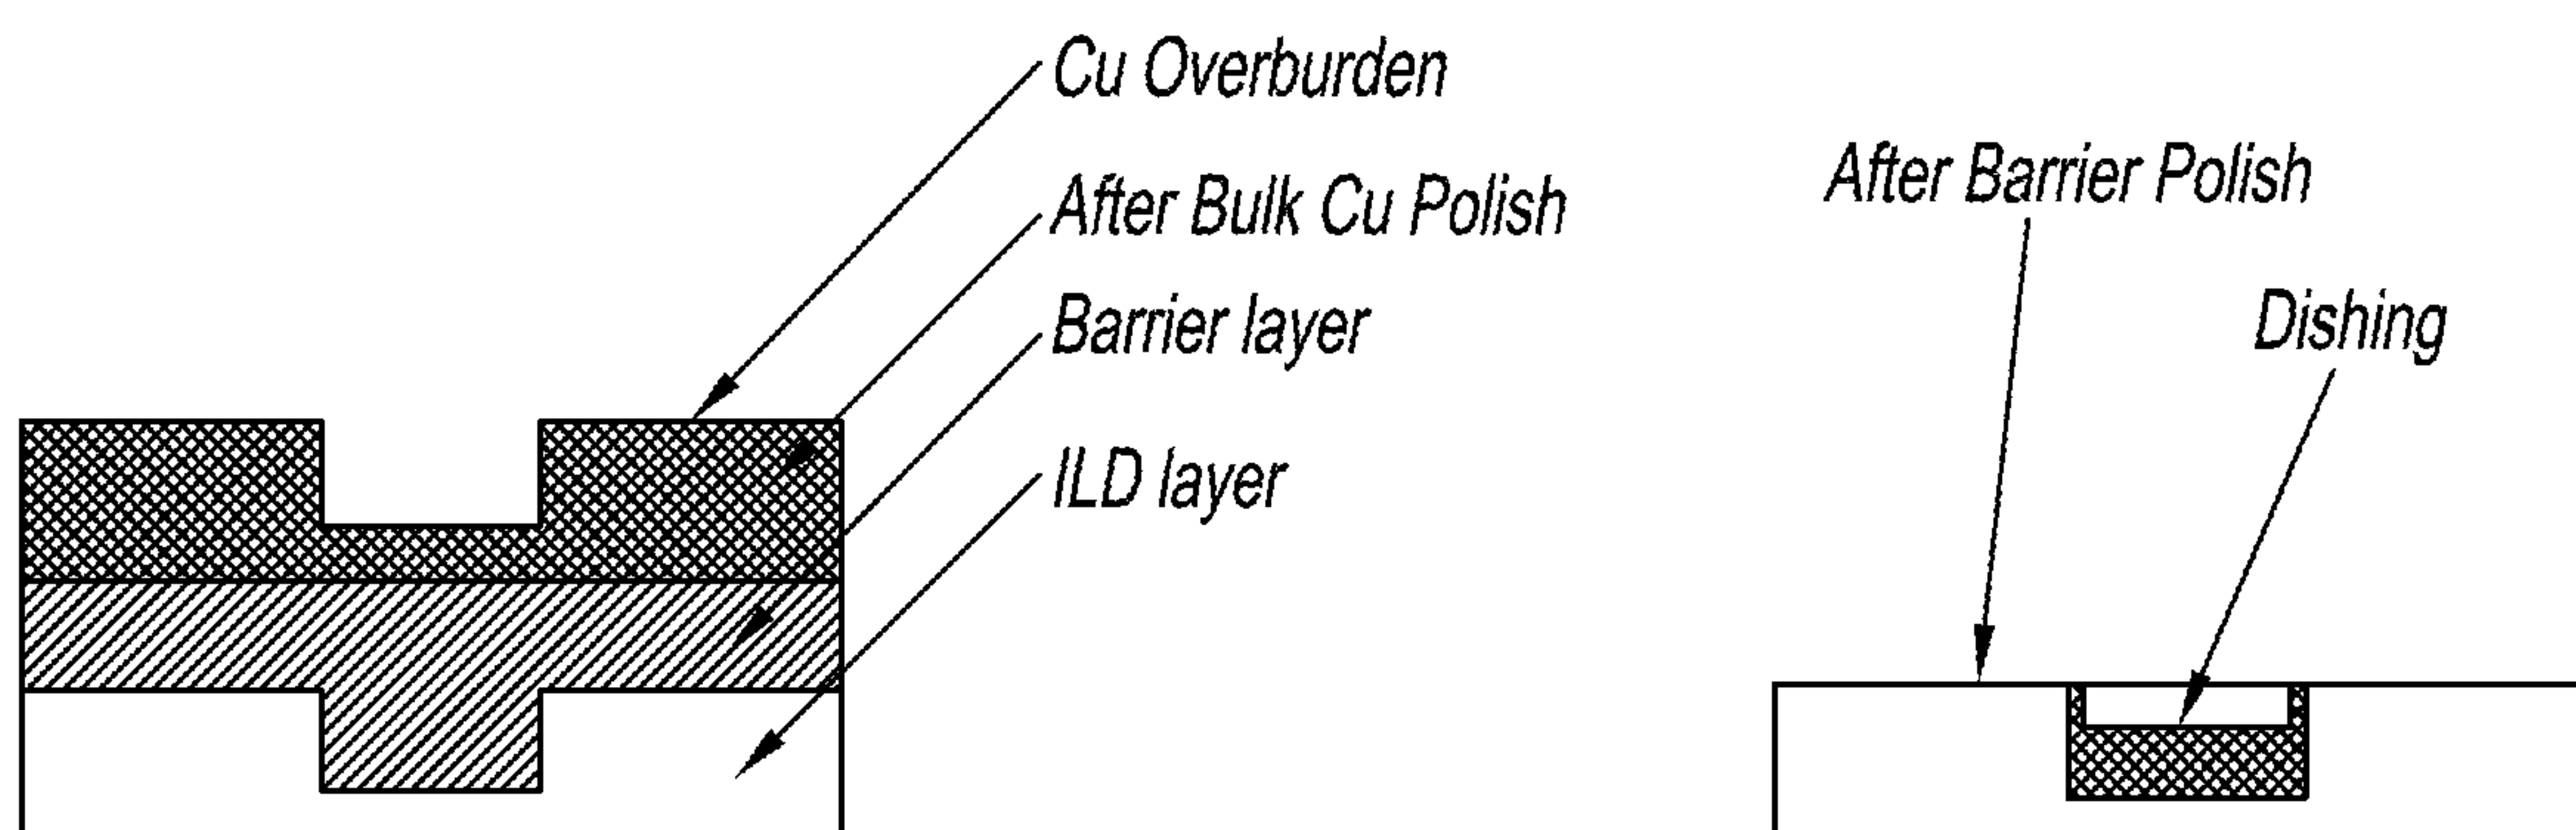 Cu Overburden
After Bulk Cu Polish
Barrier layer
ILD layer
After Barrier Polish
Dishing